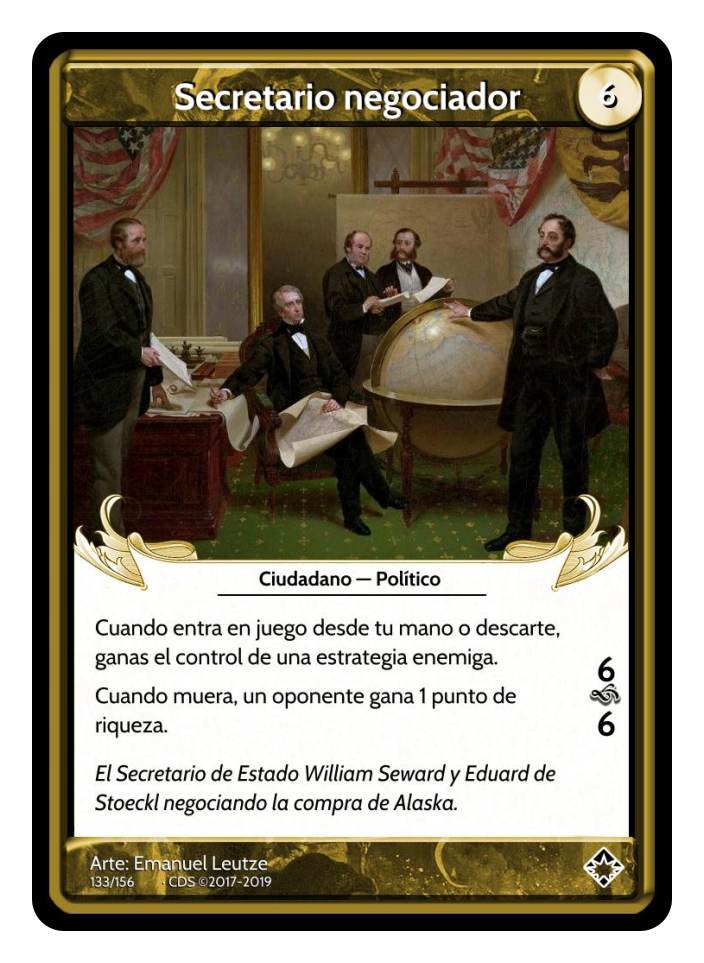 Secretario negociador
6
Ciudadano — Político
Cuando entra en juego desde tu mano o descarte,
ganas el control de una estrategia enemiga.
Cuando muera, un oponente gana 1 punto de
riqueza.
6
6
El Secretario de Estado William Seward y Eduard de
Stoeckl negociando la compra de Alaska.
Arte: Emanuel Leutze
133/156 · CDS ©2017-2019